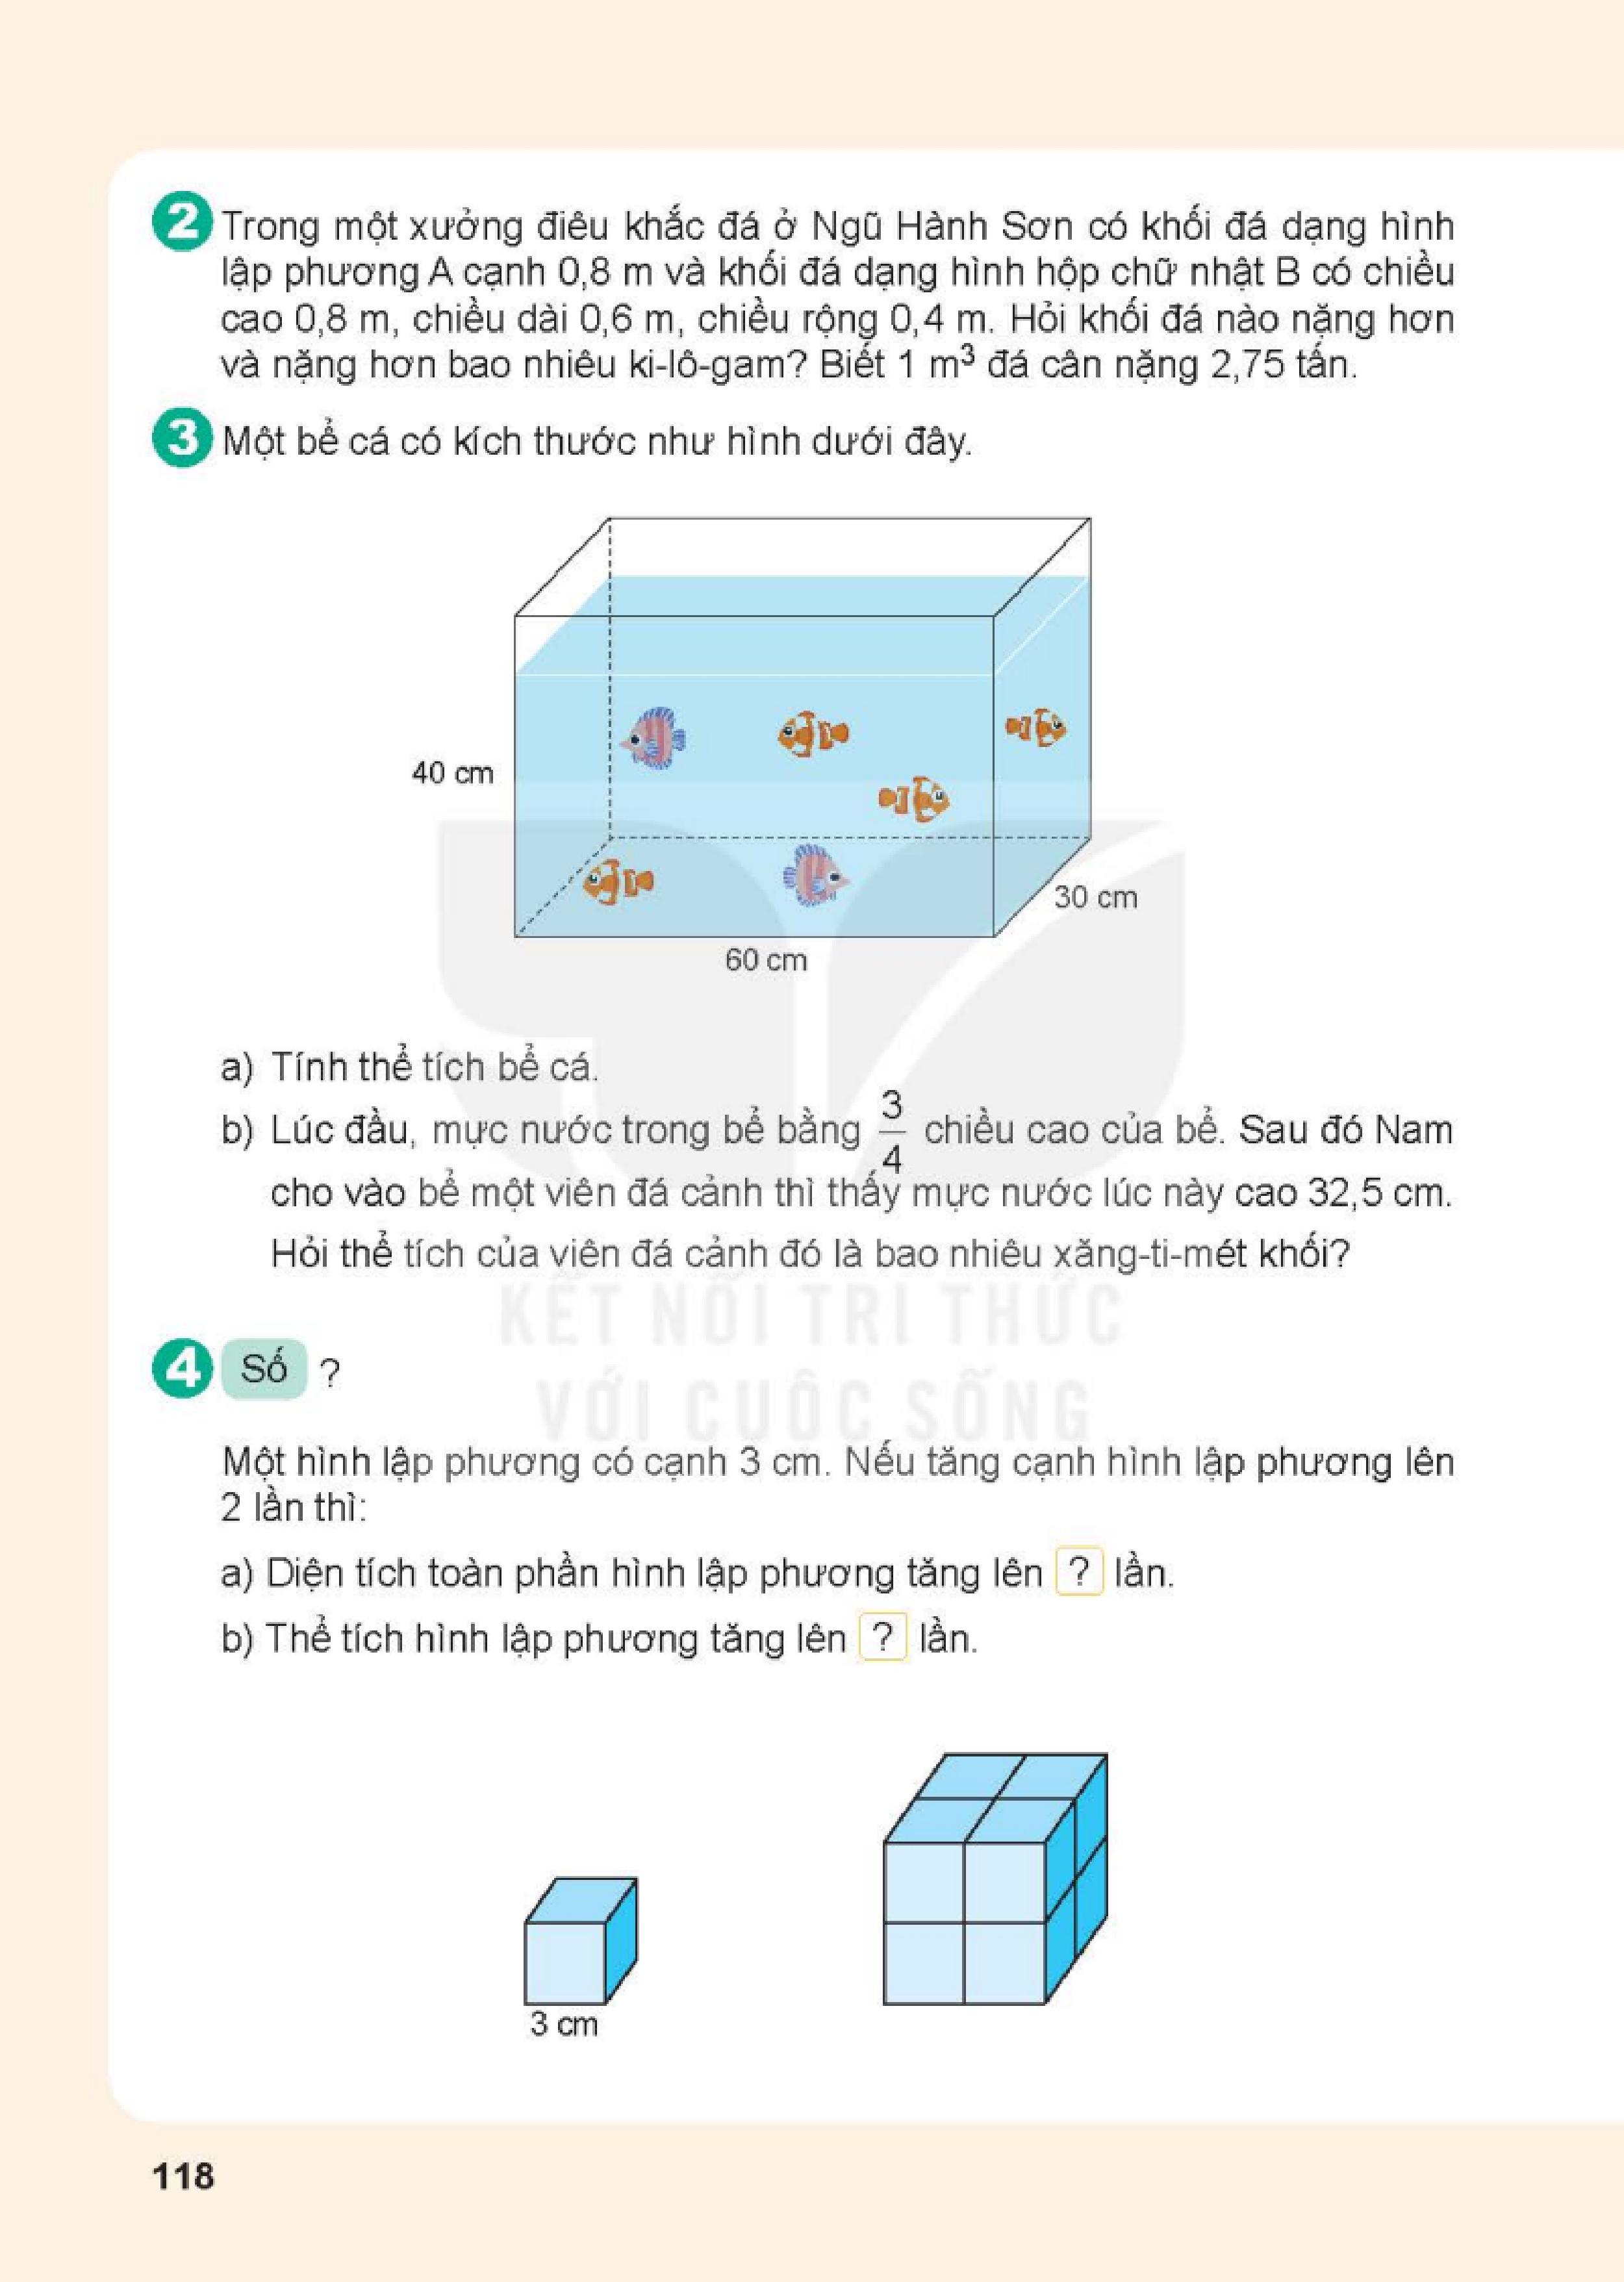 2 Trong một xưởng điêu khắc đá ở Ngũ Hành Sơn có khối đá dạng hình
lập phương A cạnh 0,8 m và khối đá dạng hình hộp chữ nhật B có chiều
cao 0,8 m, chiều dài 0,6 m, chiều rộng 0,4 m. Hỏi khối đá nào nặng hơn
và nặng hơn bao nhiêu ki-lô-gam? Biết 1 m³ đá cân nặng 2,75 tấn.
3 Một bể cá có kích thước như hình dưới đây.
40 cm
30 cm
60 cm
a) Tính thể tích bể cá.
b) Lúc đầu, mực nước trong bể bằng 3/4 chiều cao của bể. Sau đó Nam
cho vào bể một viên đá cảnh thì thấy mực nước lúc này cao 32,5 cm.
Hỏi thể tích của viên đá cảnh đó là bao nhiêu xăng-ti-mét khối?
KẾT NỐI TRI THỨC
VỚI CUỘC SỐNG
4 Số ?
Một hình lập phương có cạnh 3 cm. Nếu tăng cạnh hình lập phương lên
2 lần thì:
a) Diện tích toàn phần hình lập phương tăng lên ? lần.
b) Thể tích hình lập phương tăng lên ? lần.
3 cm
118